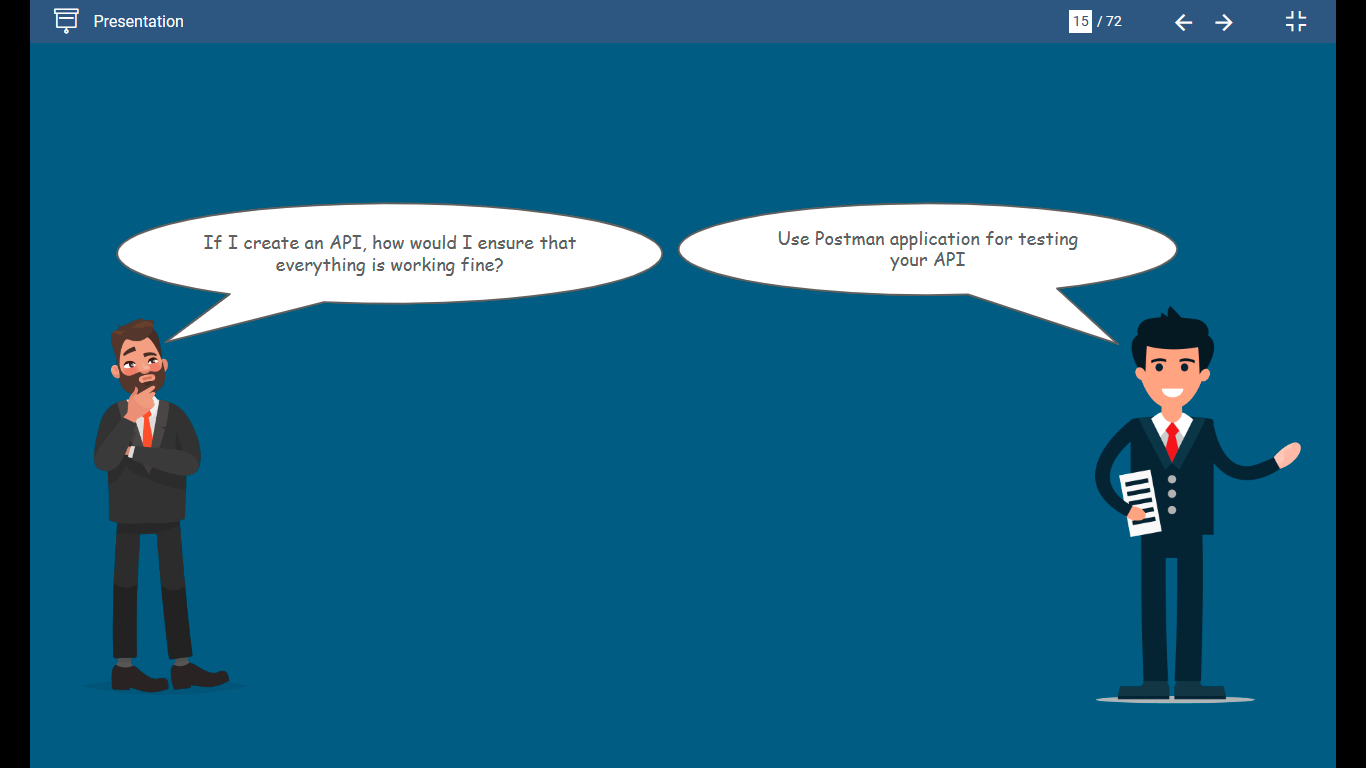 Presentation
15 / 72
If I create an API, how would I ensure that
everything is working fine?
Use Postman application for testing
your API